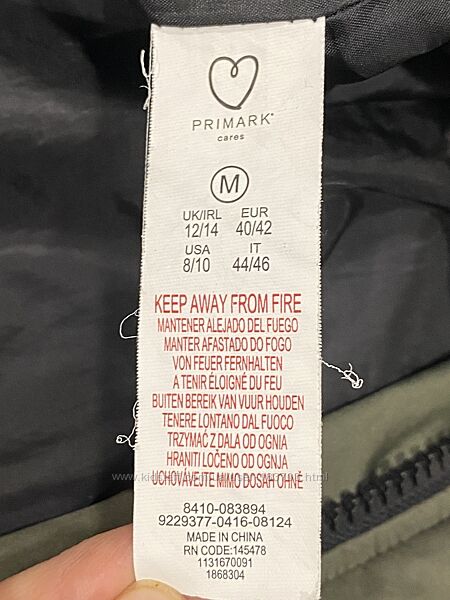 PRIMARK®
cares
M
UK/IRL EUR
12/14 40/42
USA IT
8/10 44/46
KEEP AWAY FROM FIRE
MANTENER ALEJADO DEL FUEGO
MANTER AFASTADO DO FOGO
VON FEUER FERNHALTEN
A TENIR ÉLOIGNÉ DU FEU
BUITEN BEREIK VAN VUUR HOUDEN
TENERE LONTANO DAL FUOCO
TRZYMAĆ Z DALA OD OGNIA
HRANITI LOČENO OD OGNJA
UCHOVÁVEJTE MIMO DOSAH OHNĚ
8410-083894
9229377-0416-08124
MADE IN CHINA
RN CODE:145478
1131670091
1868304